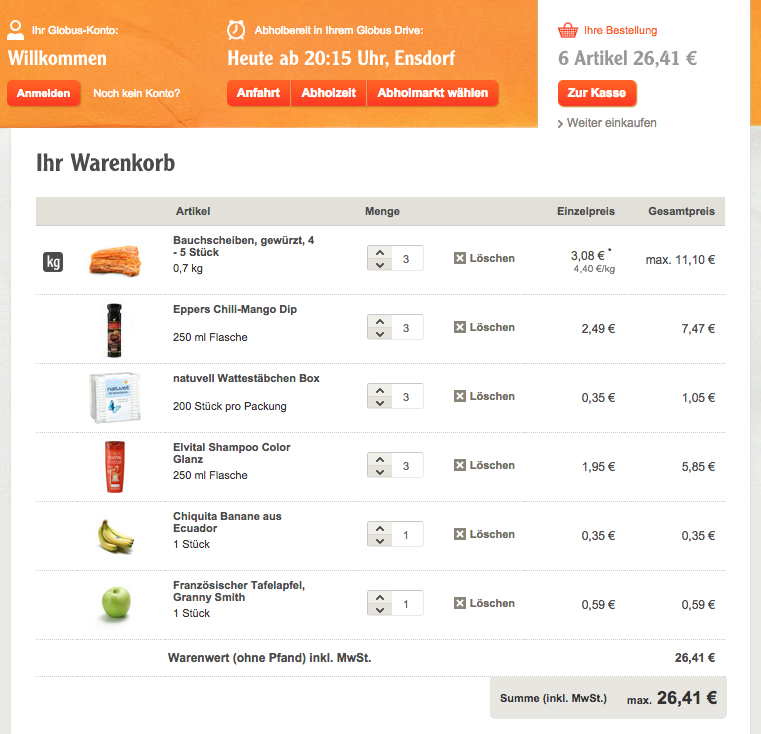 Ihr Globus-Konto:
Willkommen
Anmelden
Noch kein Konto?
Abholbereit in Ihrem Globus Drive:
Heute ab 20:15 Uhr, Ensdorf
Anfahrt
Abholzeit
Abholmarkt wählen
Ihre Bestellung
6 Artikel 26,41 €
Zur Kasse
Weiter einkaufen
Ihr Warenkorb
Artikel Menge Einzelpreis Gesamtpreis
kg
Bauchscheiben, gewürzt, 4
- 5 Stück
0,7 kg
3
Löschen
3,08 € *
4,40 €/kg
max. 11,10 €
Eppers Chili-Mango Dip
250 ml Flasche
3
Löschen
2,49 €
7,47 €
natuvell
natuvell Wattestäbchen Box
200 Stück pro Packung
3
Löschen
0,35 €
1,05 €
Elvital Shampoo Color
Glanz
250 ml Flasche
3
Löschen
1,95 €
5,85 €
Chiquita Banane aus
Ecuador
1 Stück
1
Löschen
0,35 €
0,35 €
Französischer Tafelapfel,
Granny Smith
1 Stück
1
Löschen
0,59 €
0,59 €
Warenwert (ohne Pfand) inkl. MwSt. 26,41 €
Summe (inkl. MwSt.) max. 26,41 €